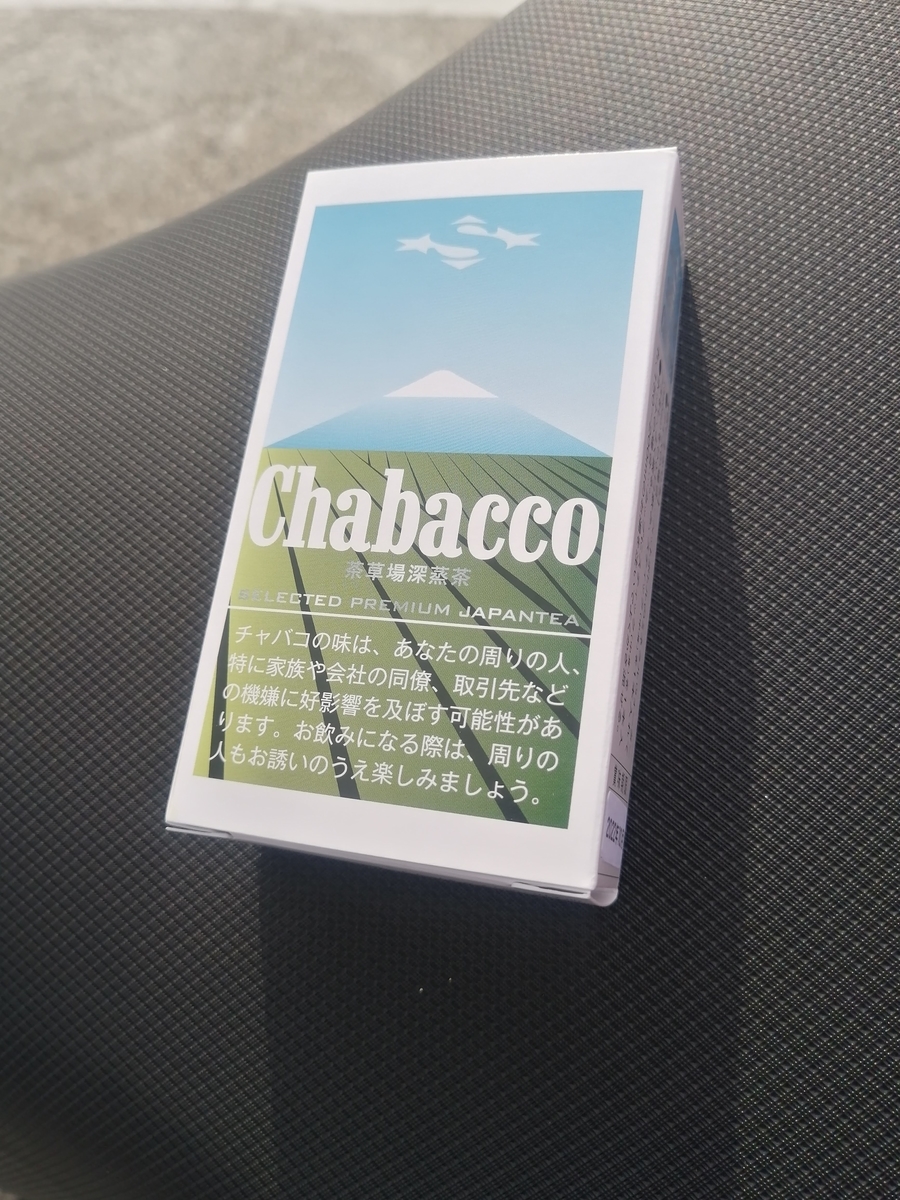 S
Chabacco
茶草場深蒸茶
SELECTED PREMIUM JAPANTEA
チャバコの味は、あなたの周りの人、
特に家族や会社の同僚、取引先など
の機嫌に好影響を及ぼす可能性があ
ります。お飲みになる際は、周りの
人もお誘いのうえ楽しみましょう。